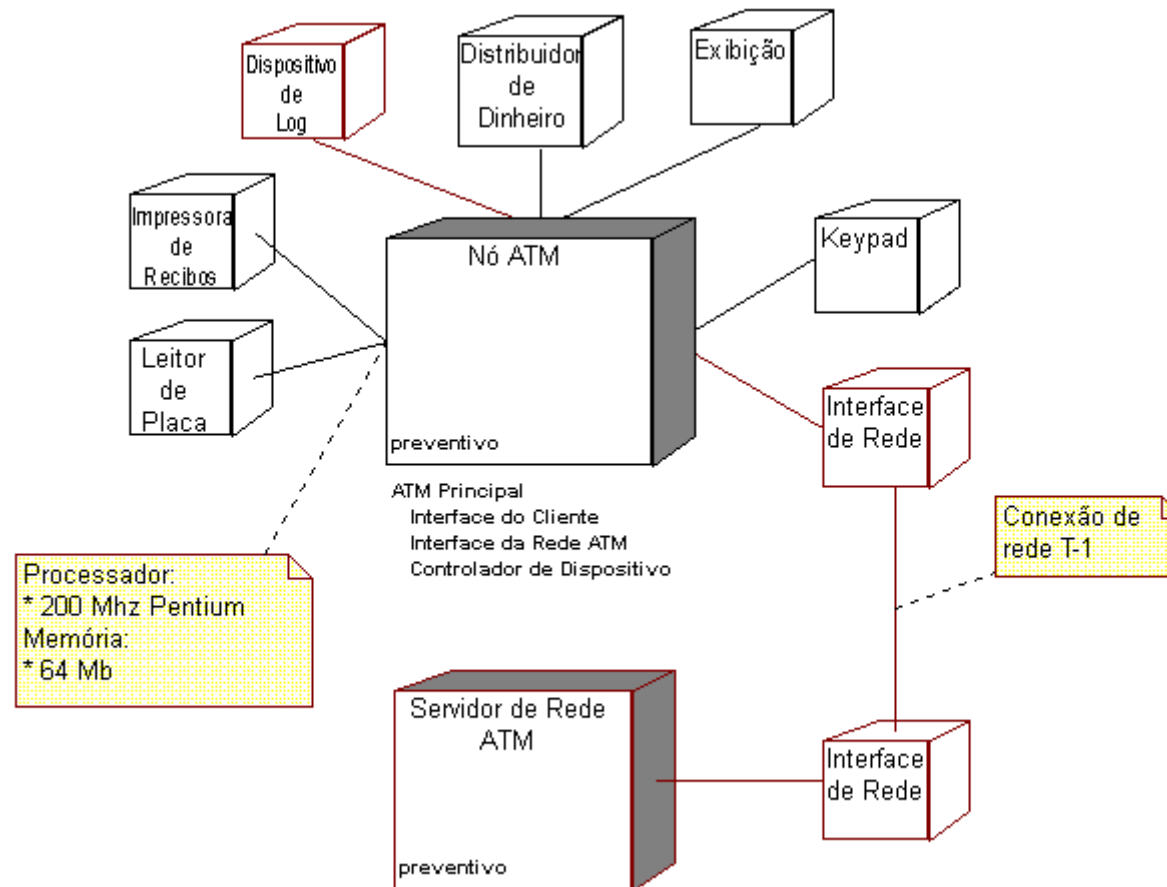 Dispositivo
de
Log
Distribuidor
de
Dinheiro
Exibição
Impressora
de
Recibos
Nó ATM
Keypad
Leitor
de
Placa
preventivo
Interface
de Rede
ATM Principal
Interface do Cliente
Interface da Rede ATM
Controlador de Dispositivo
Conexão de
rede T-1
Processador:
* 200 Mhz Pentium
Memória:
* 64 Mb
Servidor de Rede
ATM
preventivo
Interface
de Rede